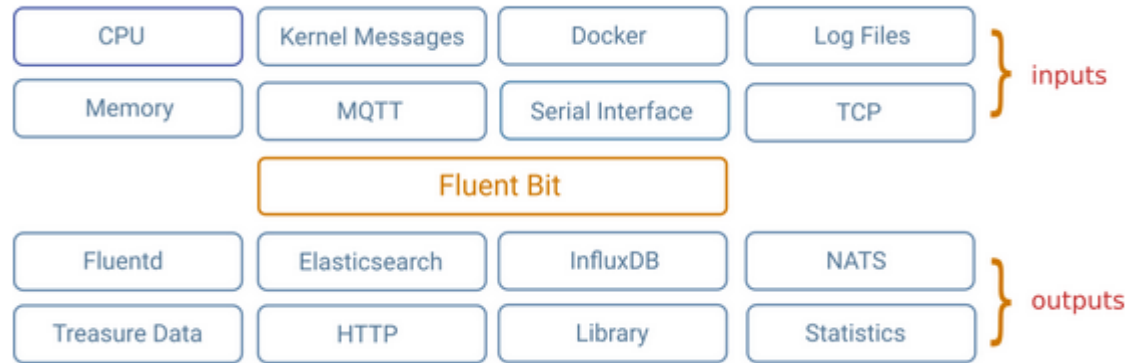 CPU Kernel Messages Docker Log Files
inputs
Memory MQTT Serial Interface TCP
Fluent Bit
Fluentd Elasticsearch InfluxDB NATS
outputs
Treasure Data HTTP Library Statistics